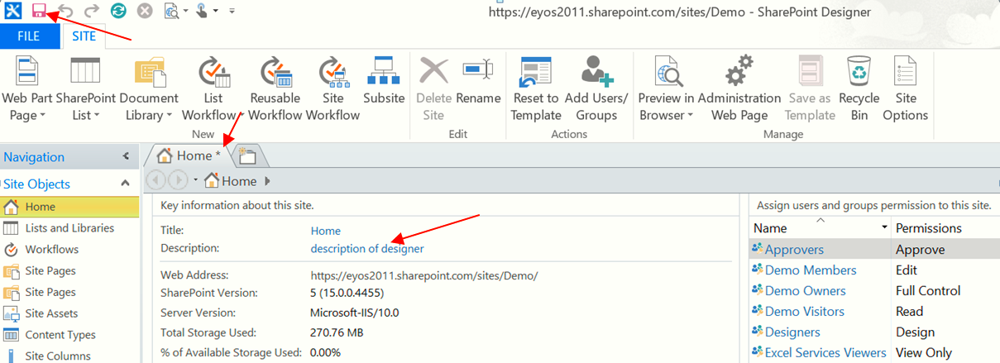 https://eyos2011.sharepoint.com/sites/Demo - SharePoint Designer
FILE SITE
Web Part Page
SharePoint List
Document Library
List Workflow
Reusable Workflow
Site Workflow
Subsite
New
Delete Site
Rename
Edit
Reset to Template
Add Users/ Groups
Actions
Preview in Browser
Administration Web Page
Save as Template
Recycle Bin
Site Options
Manage
Navigation <
Home *
Site Objects
Home
Home
Lists and Libraries
Workflows
Site Pages
Site Pages
Site Assets
Content Types
Site Columns
Key information about this site.
Title: Home
Description: description of designer
Web Address: https://eyos2011.sharepoint.com/sites/Demo/
SharePoint Version: 5 (15.0.0.4455)
Server Version: Microsoft-IIS/10.0
Total Storage Used: 270.76 MB
% of Available Storage Used: 0.00%
Assign users and groups permission to this site.
Name Permissions
Approvers Approve
Demo Members Edit
Demo Owners Full Control
Demo Visitors Read
Designers Design
Excel Services Viewers View Only